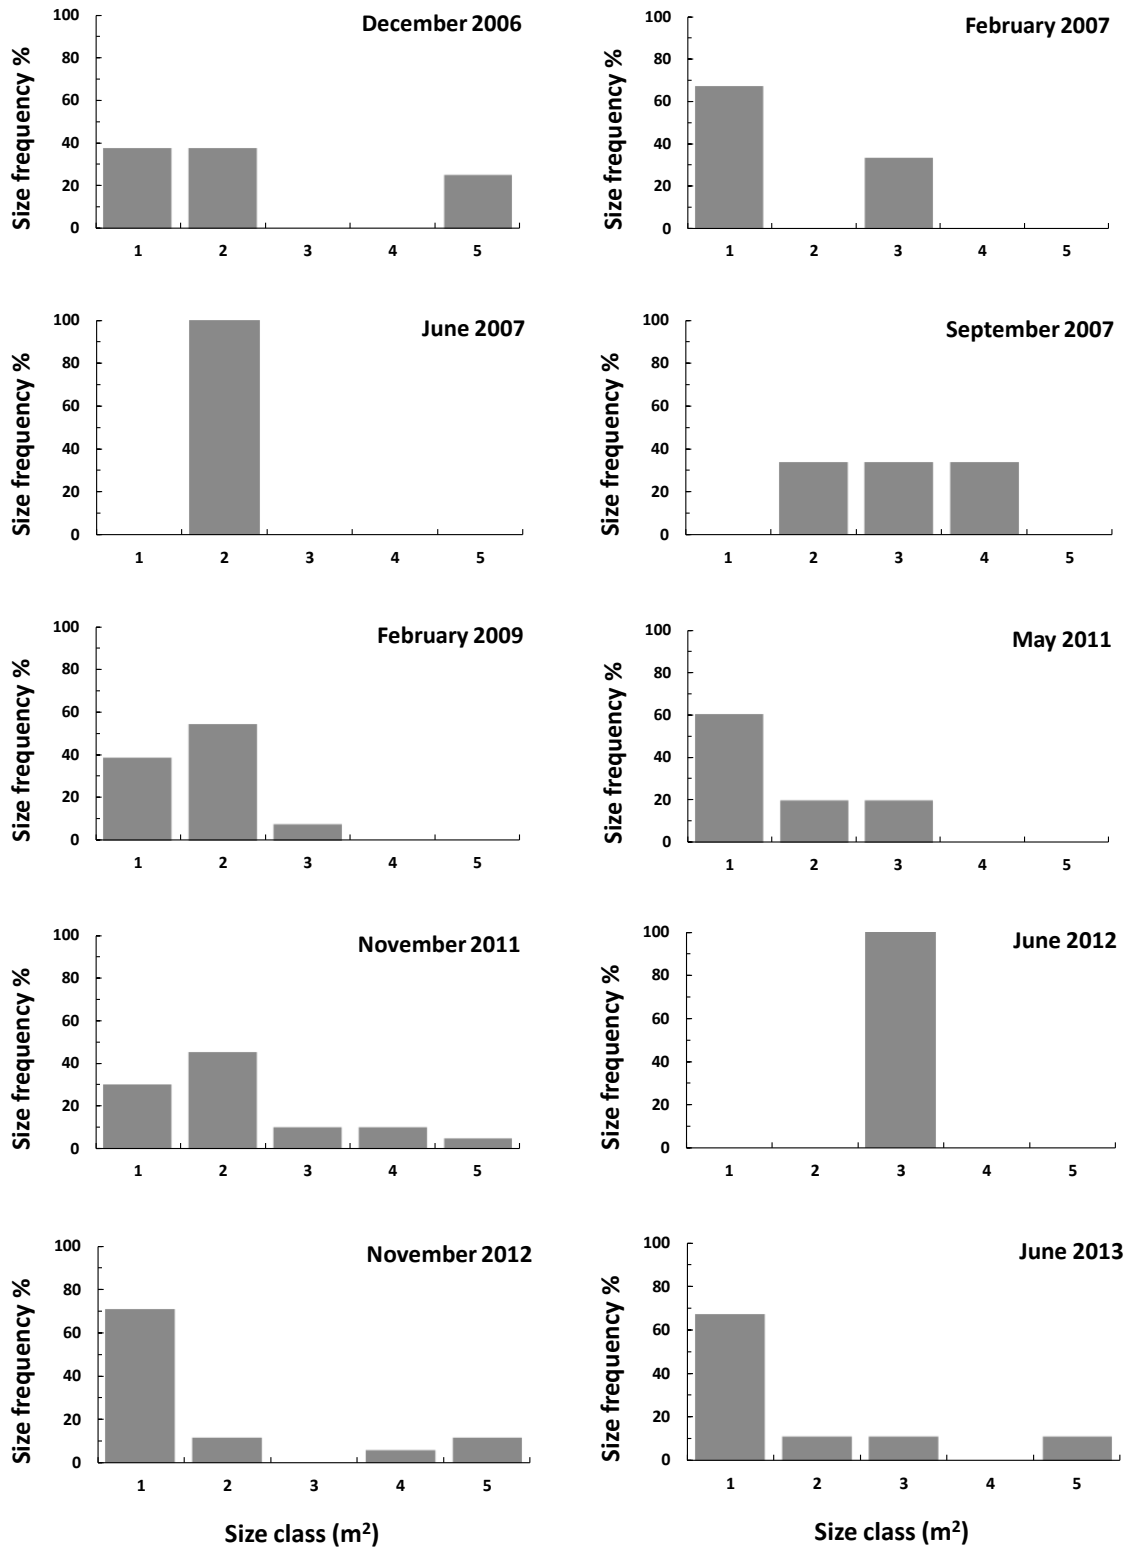 December 2006
Size frequency %
100
80
60
40
20
0
1 2 3 4 5
February 2007
Size frequency %
100
80
60
40
20
0
1 2 3 4 5
June 2007
Size frequency %
100
80
60
40
20
0
1 2 3 4 5
September 2007
Size frequency %
100
80
60
40
20
0
1 2 3 4 5
February 2009
Size frequency %
100
80
60
40
20
0
1 2 3 4 5
May 2011
Size frequency %
100
80
60
40
20
0
1 2 3 4 5
November 2011
Size frequency %
100
80
60
40
20
0
1 2 3 4 5
June 2012
Size frequency %
100
80
60
40
20
0
1 2 3 4 5
November 2012
Size frequency %
100
80
60
40
20
0
1 2 3 4 5
Size class (m²)
June 2013
Size frequency %
100
80
60
40
20
0
1 2 3 4 5
Size class (m²)